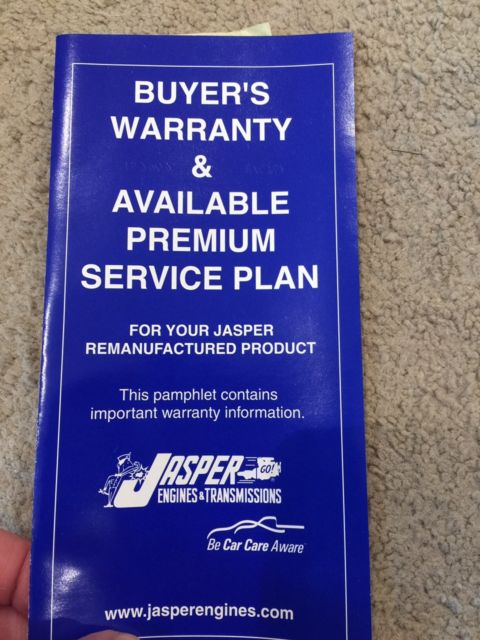 BUYER'S
WARRANTY
&
AVAILABLE
PREMIUM
SERVICE PLAN
FOR YOUR JASPER
REMANUFACTURED PRODUCT
This pamphlet contains
important warranty information.
JASPER GO!
ENGINES & TRANSMISSIONS
Be Car Care Aware
www.jasperengines.com